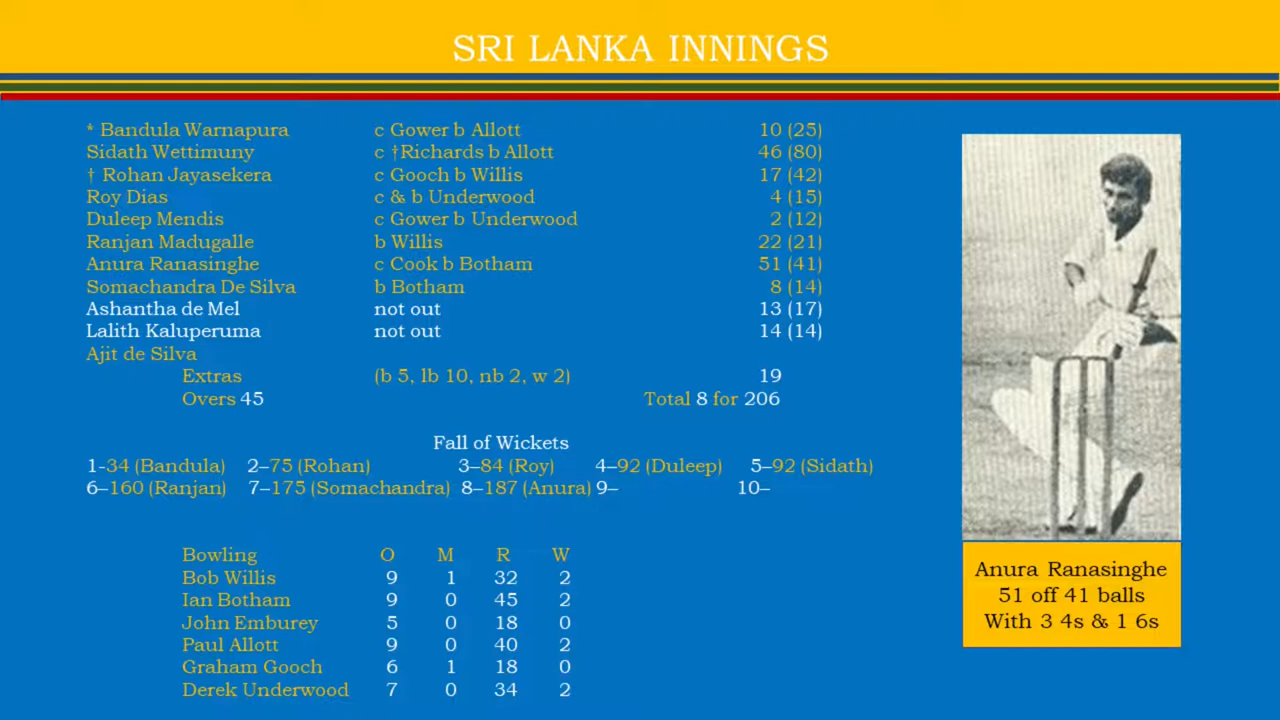 SRI LANKA INNINGS
* Bandula Warnapura c Gower b Allott 10 (25)
Sidath Wettimuny c †Richards b Allott 46 (80)
† Rohan Jayasekera c Gooch b Willis 17 (42)
Roy Dias c & b Underwood 4 (15)
Duleep Mendis c Gower b Underwood 2 (12)
Ranjan Madugalle b Willis 22 (21)
Anura Ranasinghe c Cook b Botham 51 (41)
Somachandra De Silva b Botham 8 (14)
Ashantha de Mel not out 13 (17)
Lalith Kaluperuma not out 14 (14)
Ajit de Silva
Extras (b 5, lb 10, nb 2, w 2) 19
Overs 45 Total 8 for 206
Fall of Wickets
1-34 (Bandula) 2–75 (Rohan) 3–84 (Roy) 4–92 (Duleep) 5–92 (Sidath)
6–160 (Ranjan) 7–175 (Somachandra) 8–187 (Anura) 9– 10–
Bowling O M R W
Bob Willis 9 1 32 2
Ian Botham 9 0 45 2
John Emburey 5 0 18 0
Paul Allott 9 0 40 2
Graham Gooch 6 1 18 0
Derek Underwood 7 0 34 2
Anura Ranasinghe
51 off 41 balls
With 3 4s & 1 6s